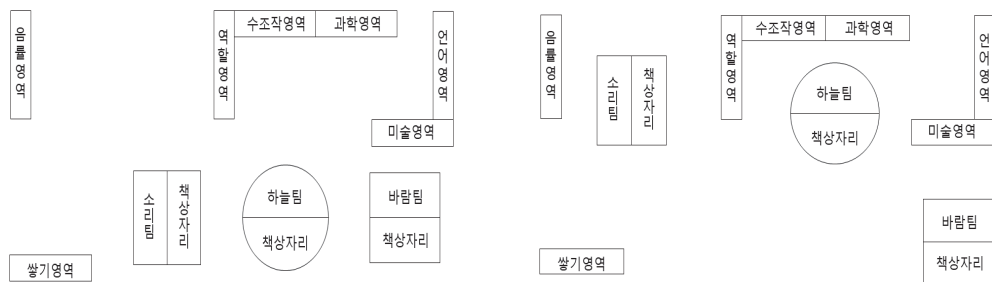 음률영역
역할영역
수조작영역 과학영역
언어영역
미술영역
소리팀 책상자리
하늘팀
책상자리
바람팀
책상자리
쌓기영역
음률영역
소리팀 책상자리
역할영역
수조작영역 과학영역
하늘팀
책상자리
언어영역
미술영역
바람팀
책상자리
쌓기영역